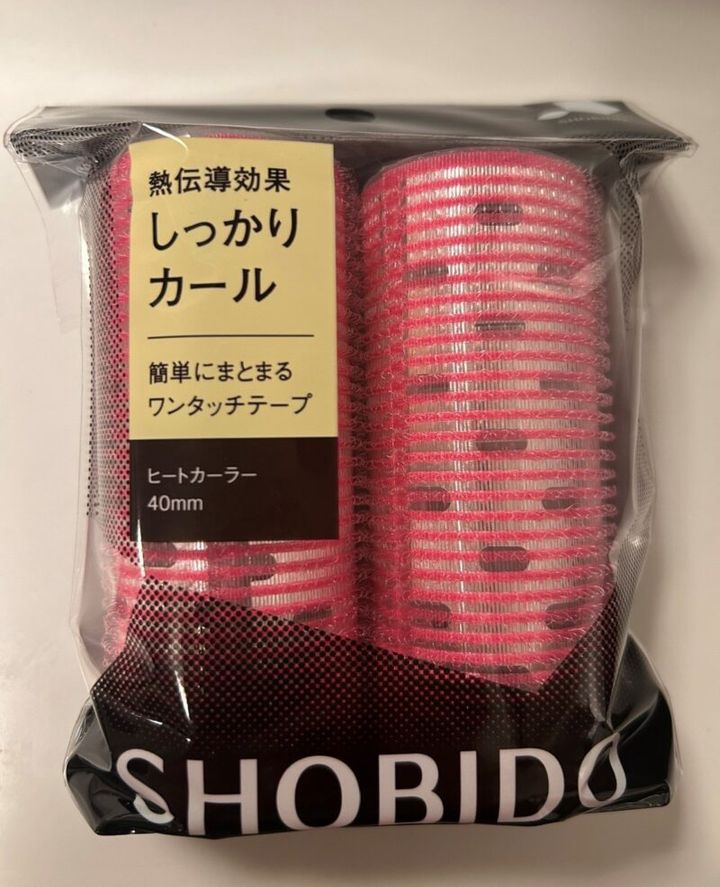 SHOBIDO
熱伝導効果
しっかり
カール
簡単にまとまる
ワンタッチテープ
ヒートカーラー
40mm
SHOBIDO